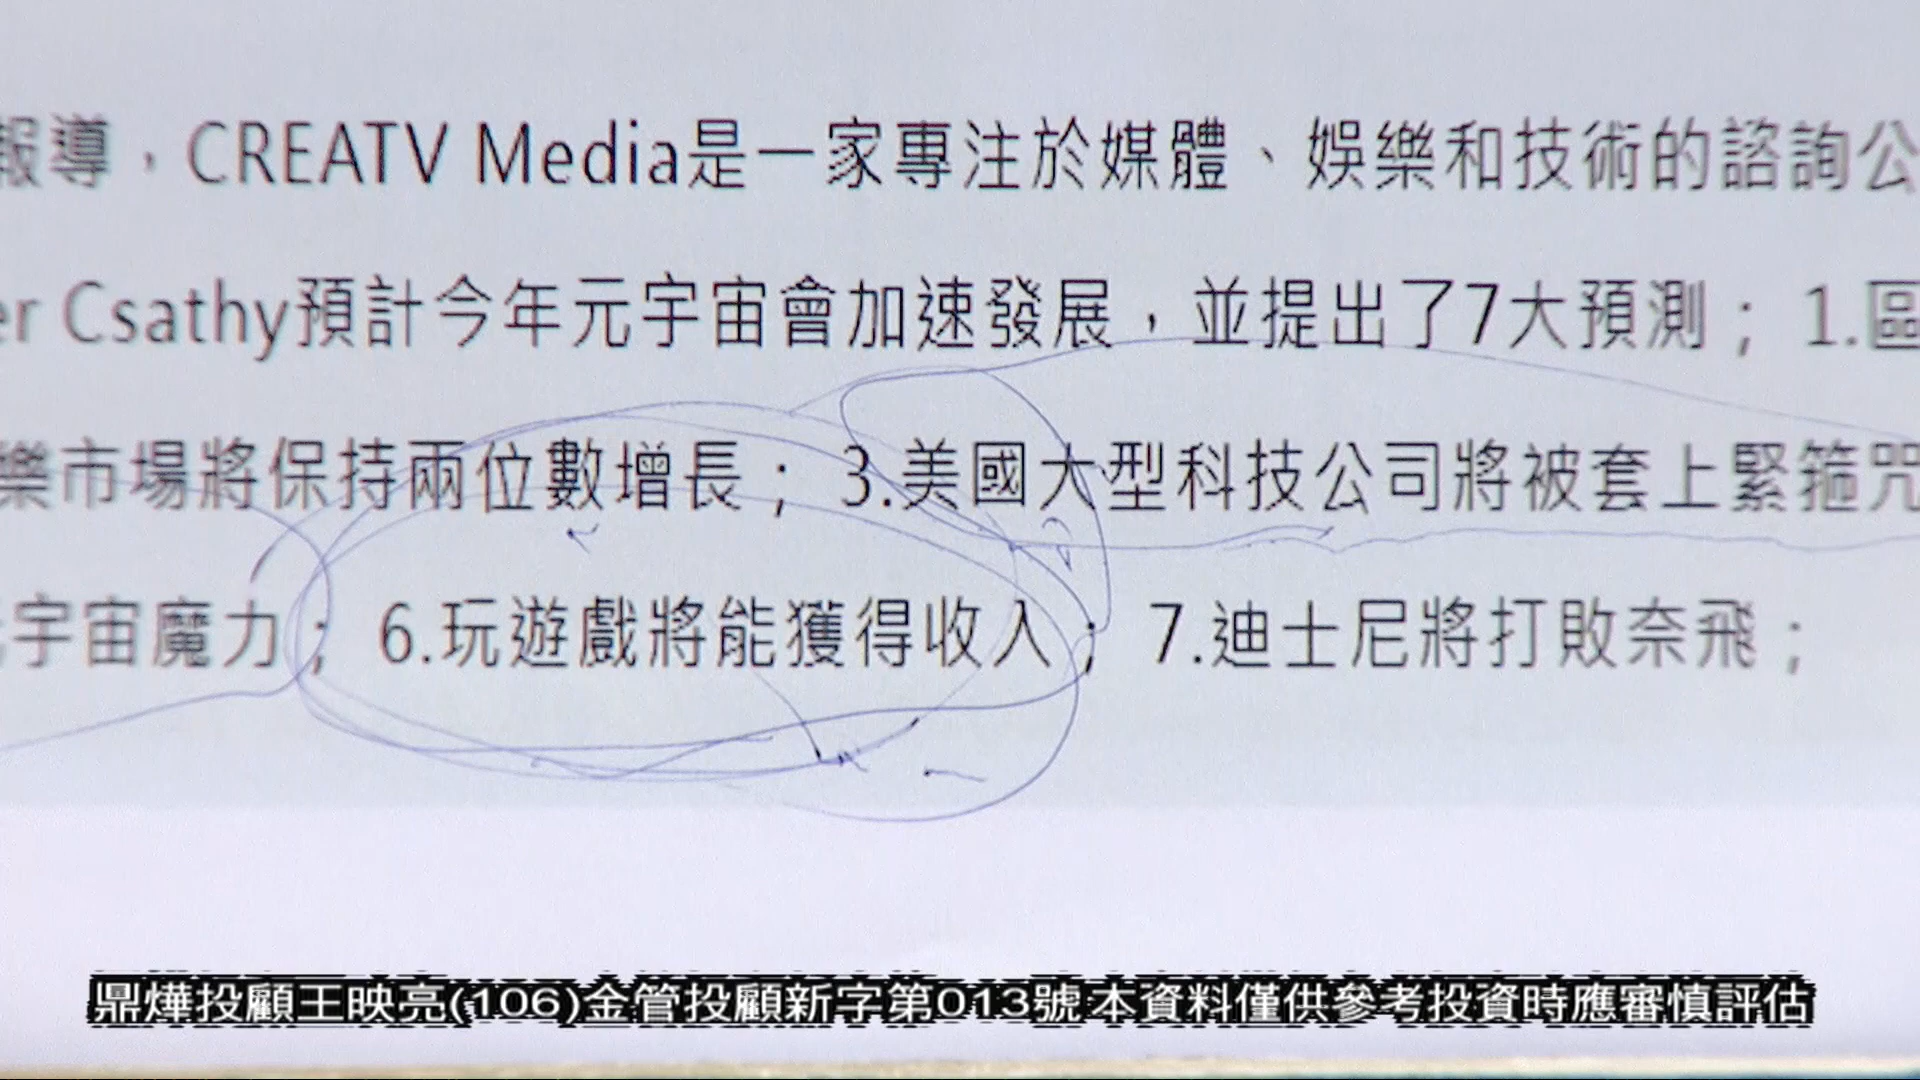 報導，CREATV Media是一家專注於媒體、娛樂和技術的諮詢公
er Csathy預計今年元宇宙會加速發展，並提出了7大預測； 1.區
樂市場將保持兩位數增長； 3.美國大型科技公司將被套上緊箍咒
宇宙魔力； 6.玩遊戲將能獲得收入； 7.迪士尼將打敗奈飛；
鼎燁投顧王映亮(106)金管投顧新字第013號 本資料僅供參考投資時應審慎評估